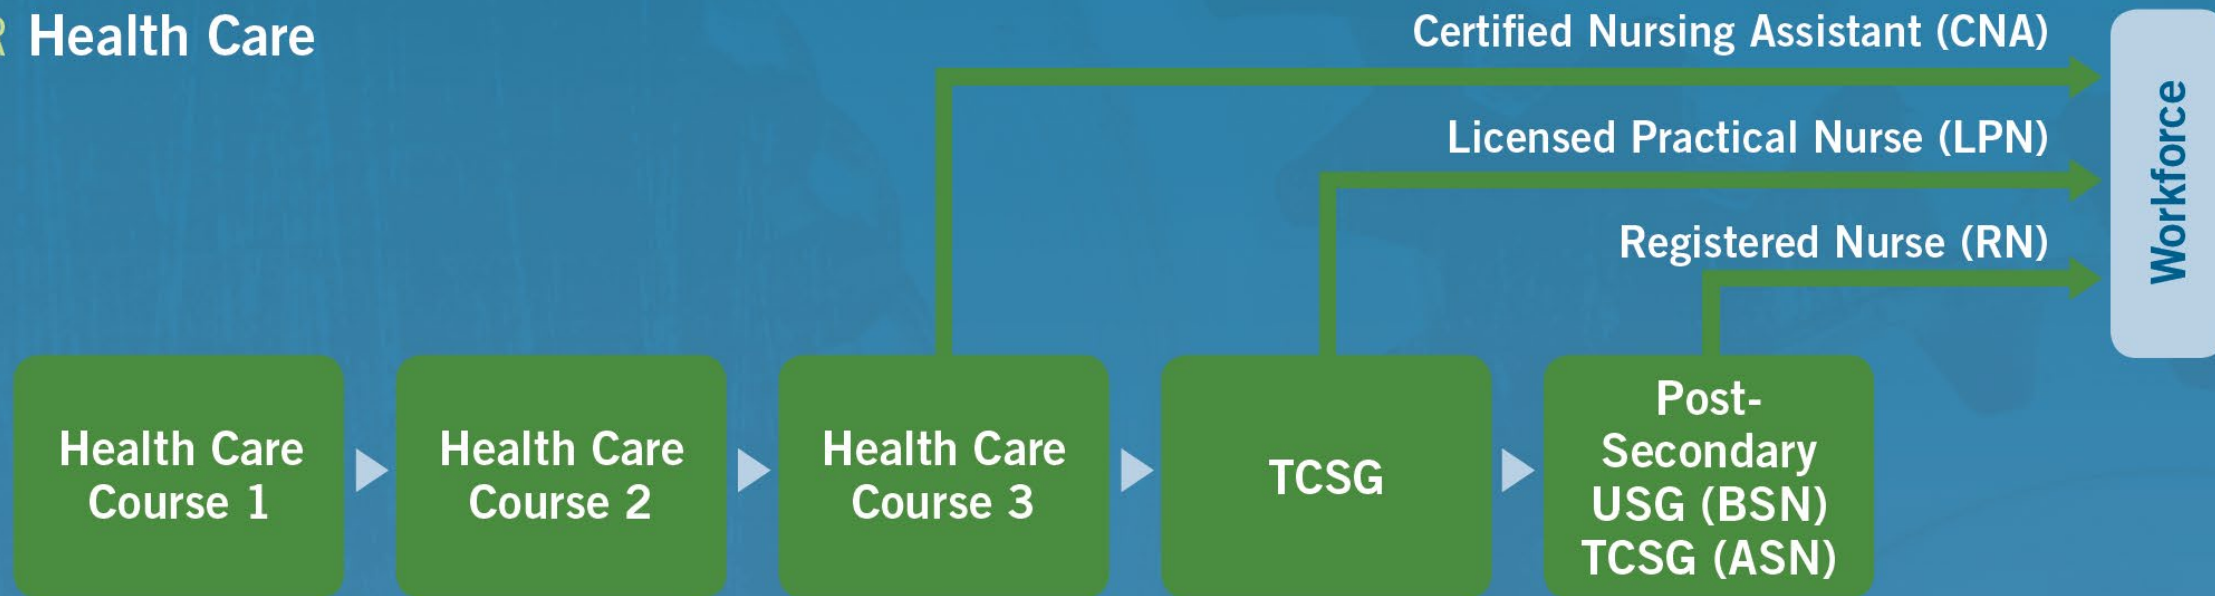 R Health Care
Certified Nursing Assistant (CNA)
Licensed Practical Nurse (LPN)
Registered Nurse (RN)
Workforce
Health Care
Course 1
Health Care
Course 2
Health Care
Course 3
TCSG
Post-
Secondary
USG (BSN)
TCSG (ASN)